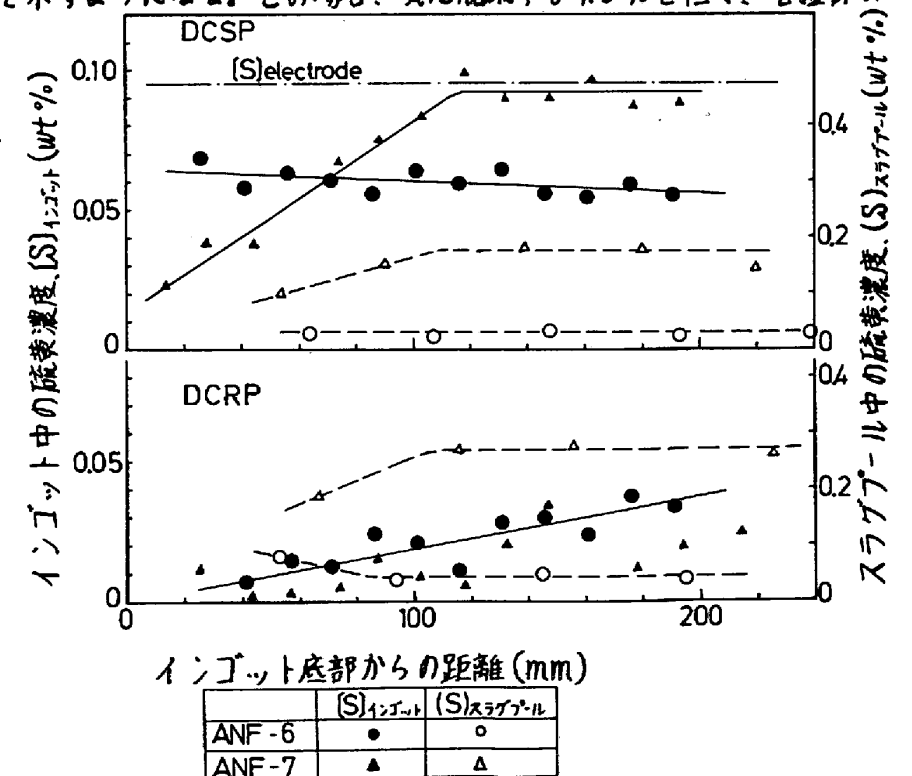 DCSP
[S]electrode
0.10
0.05
0
0.4
0.2
0
インゴット中の硫黄濃度、[S]インゴット(wt%)
スラグプール中の硫黄濃度、(S)スラグプール(wt%)
DCRP
0.05
0
0.4
0.2
0
0
100
200
インゴット底部からの距離(mm)
[S]インゴット (S)スラグプール
ANF-6 ● ○
ANF-7 ▲ △